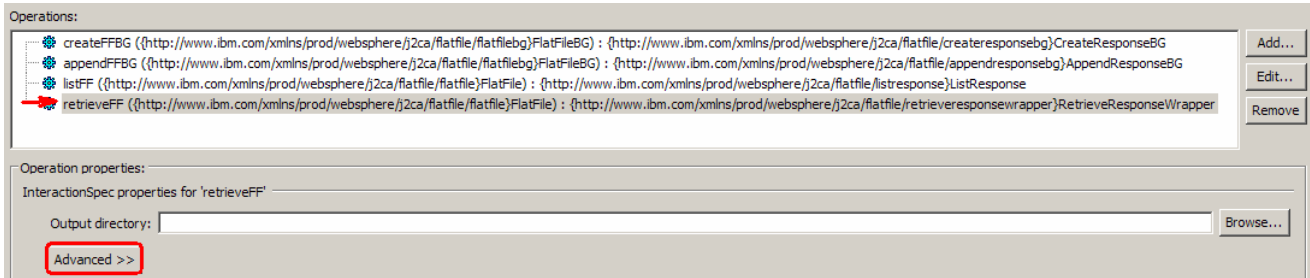 Operations:
createFFBG ({http://www.ibm.com/xmlns/prod/websphere/j2ca/flatfile/flatfilebg}FlatFileBG) : {http://www.ibm.com/xmlns/prod/websphere/j2ca/flatfile/createresponsebg}CreateResponseBG
Add...
appendFFBG ({http://www.ibm.com/xmlns/prod/websphere/j2ca/flatfile/flatfilebg}FlatFileBG) : {http://www.ibm.com/xmlns/prod/websphere/j2ca/flatfile/appendresponsebg}AppendResponseBG
listFF ({http://www.ibm.com/xmlns/prod/websphere/j2ca/flatfile/flatfile}FlatFile) : {http://www.ibm.com/xmlns/prod/websphere/j2ca/flatfile/listresponse}ListResponse
Edit...
retrieveFF ({http://www.ibm.com/xmlns/prod/websphere/j2ca/flatfile/flatfile}FlatFile) : {http://www.ibm.com/xmlns/prod/websphere/j2ca/flatfile/retrieveresponsewrapper}RetrieveResponseWrapper
Remove
Operation properties:
InteractionSpec properties for 'retrieveFF'
Output directory:
Browse...
Advanced >>